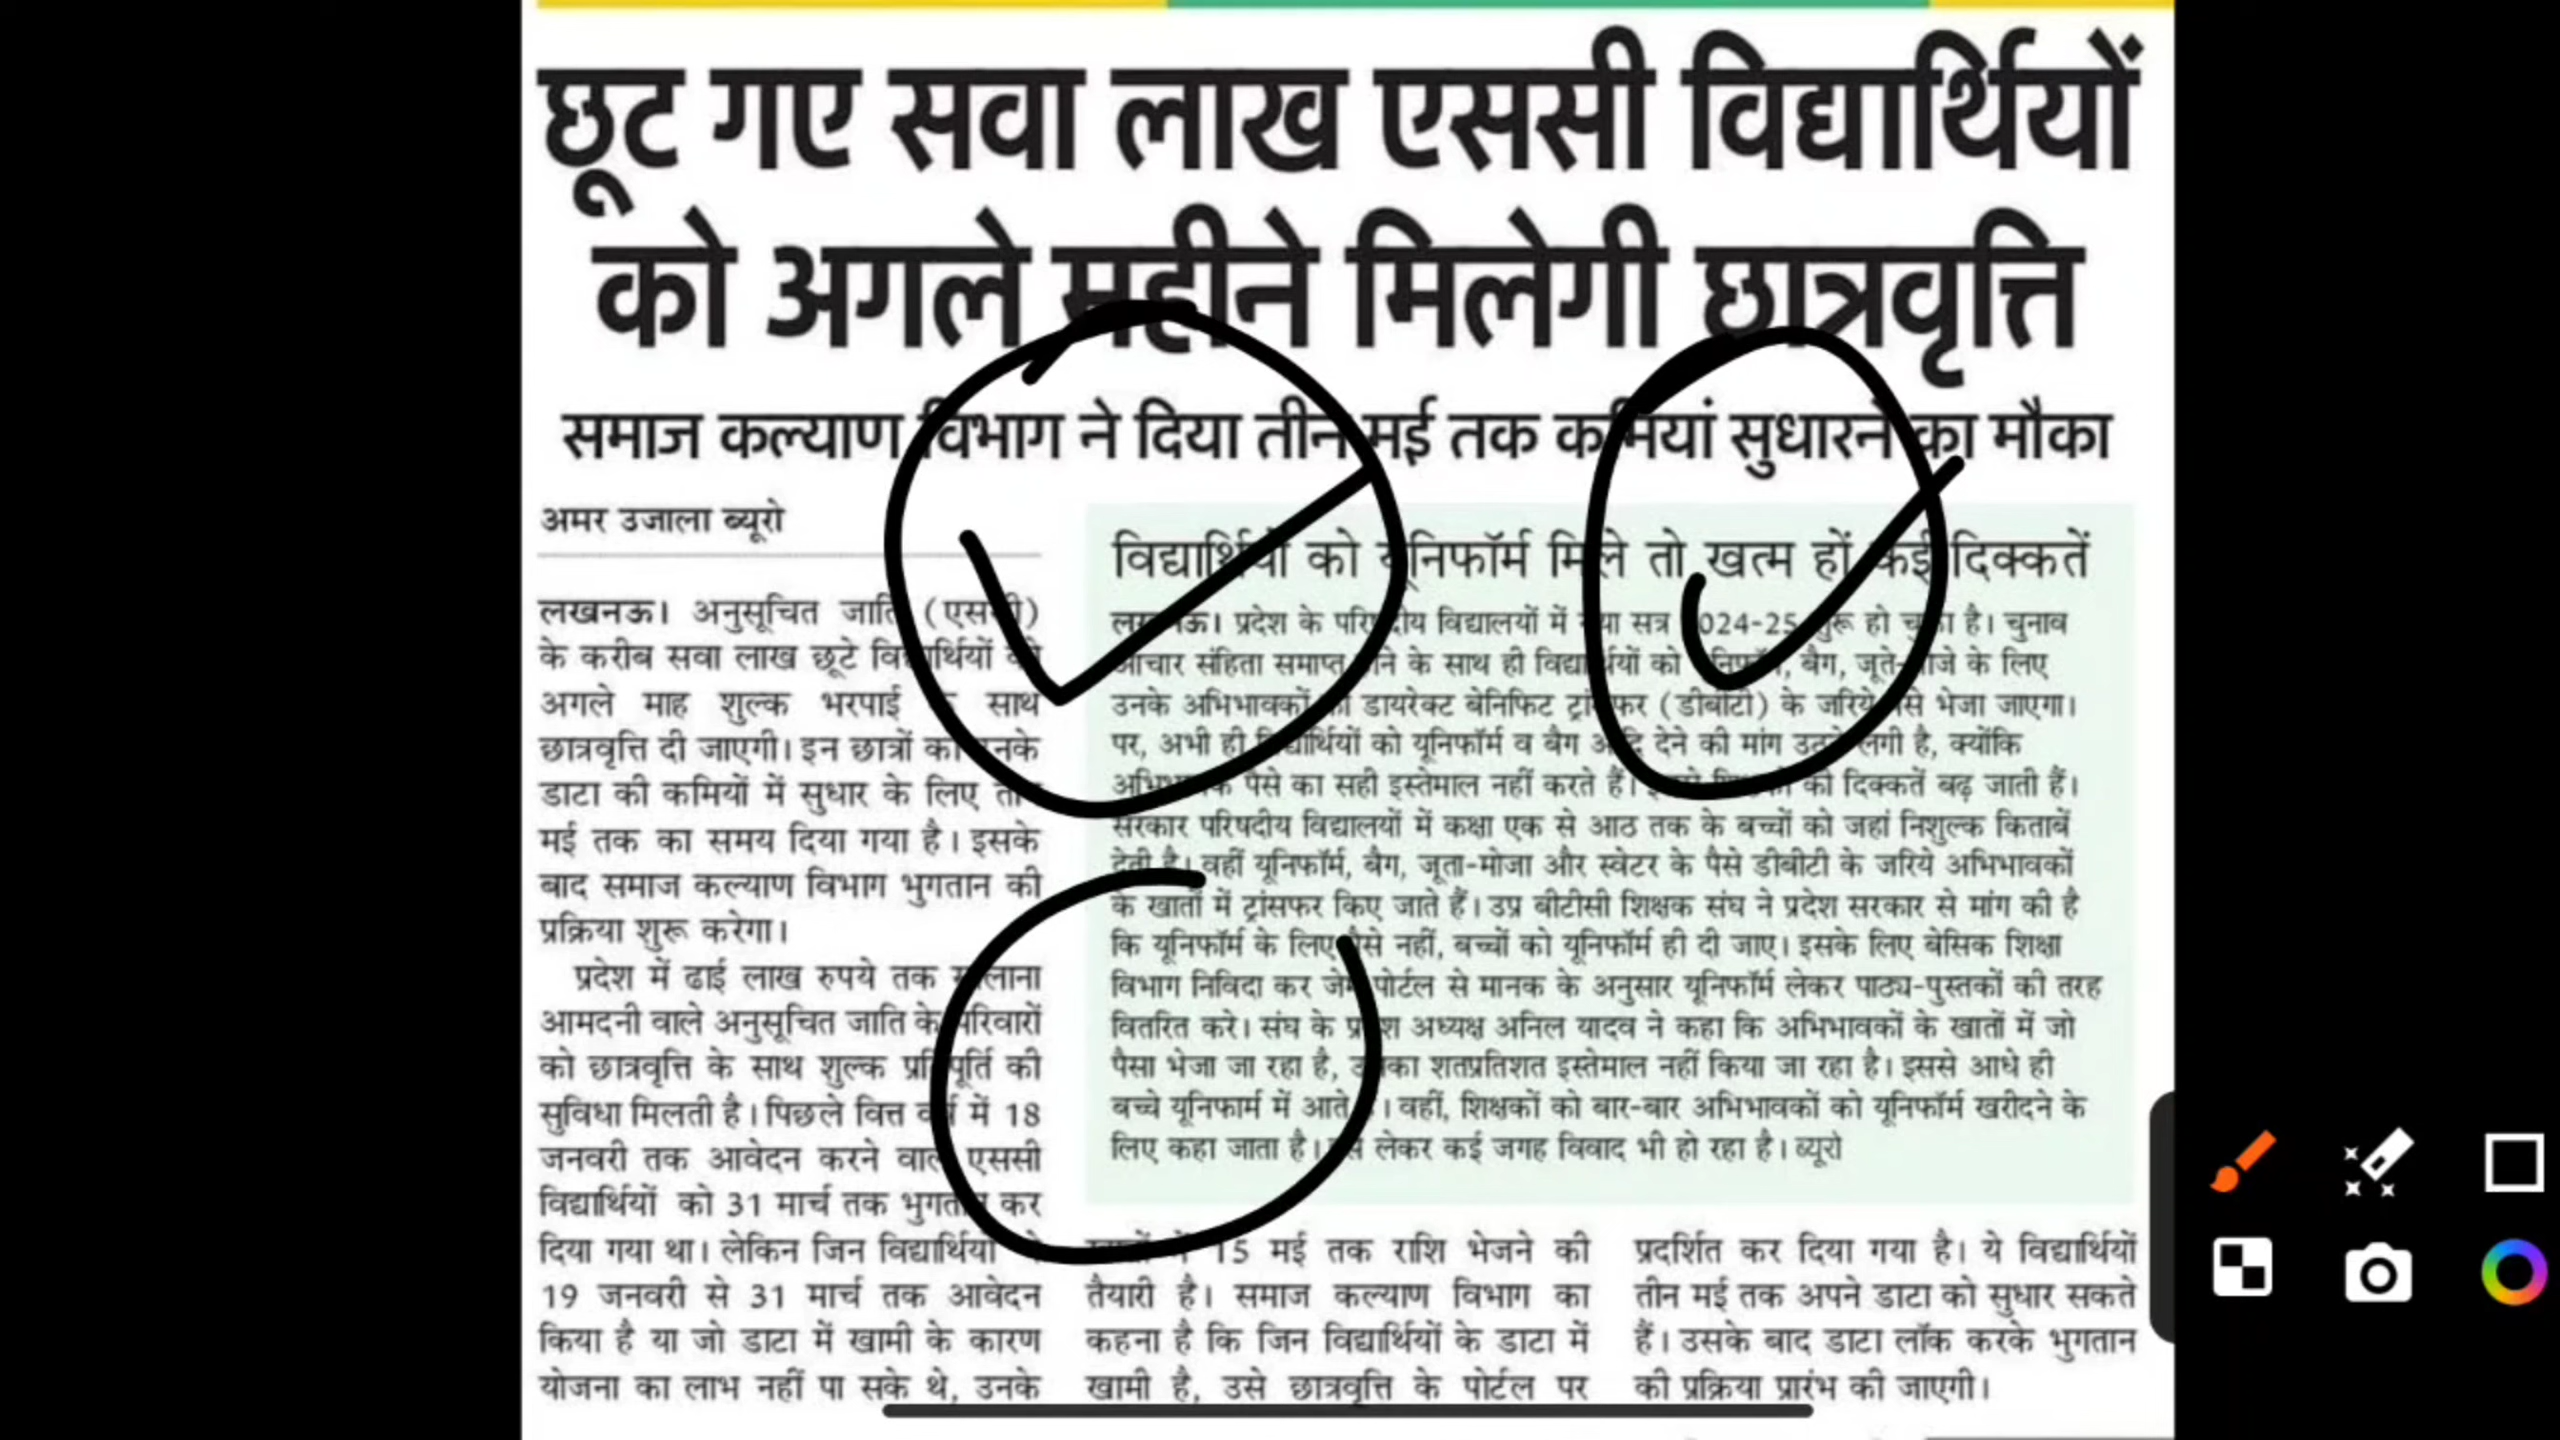 छूट गए सवा लाख एससी विद्यार्थियों
को अगले महीने मिलेगी छात्रवृत्ति
समाज कल्याण विभाग ने दिया तीन मई तक कमियां सुधारने का मौका
अमर उजाला ब्यूरो
लखनऊ। अनुसूचित जाति (एससी)
के करीब सवा लाख छूटे विद्यार्थियों को
अगले माह शुल्क भरपाई के साथ
छात्रवृत्ति दी जाएगी। इन छात्रों को उनके
डाटा की कमियों में सुधार के लिए तीन
मई तक का समय दिया गया है। इसके
बाद समाज कल्याण विभाग भुगतान की
प्रक्रिया शुरू करेगा।
प्रदेश में ढाई लाख रुपये तक सालाना
आमदनी वाले अनुसूचित जाति के परिवारों
को छात्रवृत्ति के साथ शुल्क प्रतिपूर्ति की
सुविधा मिलती है। पिछले वित्त वर्ष में 18
जनवरी तक आवेदन करने वाले एससी
विद्यार्थियों को 31 मार्च तक भुगतान कर
दिया गया था। लेकिन जिन विद्यार्थियों ने
19 जनवरी से 31 मार्च तक आवेदन
किया है या जो डाटा में खामी के कारण
योजना का लाभ नहीं पा सके थे, उनके
खातों में 15 मई तक राशि भेजने की
तैयारी है। समाज कल्याण विभाग का
कहना है कि जिन विद्यार्थियों के डाटा में
खामी है, उसे छात्रवृत्ति के पोर्टल पर
प्रदर्शित कर दिया गया है। ये विद्यार्थियों
तीन मई तक अपने डाटा को सुधार सकते
हैं। उसके बाद डाटा लॉक करके भुगतान
की प्रक्रिया प्रारंभ की जाएगी।
विद्यार्थियों को यूनिफॉर्म मिले तो खत्म हों कई दिक्कतें
लखनऊ। प्रदेश के परिषदीय विद्यालयों में नया सत्र 2024-25 शुरू हो चुका है। चुनाव
आचार संहिता समाप्त होने के साथ ही विद्यार्थियों को यूनिफॉर्म, बैग, जूते-मोजे के लिए
उनके अभिभावकों को डायरेक्ट बेनिफिट ट्रांसफर (डीबीटी) के जरिये पैसे भेजा जाएगा।
पर, अभी ही विद्यार्थियों को यूनिफॉर्म व बैग आदि देने की मांग उठने लगी है, क्योंकि
अभिभावक पैसे का सही इस्तेमाल नहीं करते हैं। इससे शिक्षकों की दिक्कतें बढ़ जाती हैं।
सरकार परिषदीय विद्यालयों में कक्षा एक से आठ तक के बच्चों को जहां निशुल्क किताबें
देती है। वहीं यूनिफॉर्म, बैग, जूता-मोजा और स्वेटर के पैसे डीबीटी के जरिये अभिभावकों
के खातों में ट्रांसफर किए जाते हैं। उप्र बीटीसी शिक्षक संघ ने प्रदेश सरकार से मांग की है
कि यूनिफॉर्म के लिए पैसे नहीं, बच्चों को यूनिफॉर्म ही दी जाए। इसके लिए बेसिक शिक्षा
विभाग निविदा कर जेम पोर्टल से मानक के अनुसार यूनिफॉर्म लेकर पाठ्य-पुस्तकों की तरह
वितरित करे। संघ के प्रदेश अध्यक्ष अनिल यादव ने कहा कि अभिभावकों के खातों में जो
पैसा भेजा जा रहा है, उसका शतप्रतिशत इस्तेमाल नहीं किया जा रहा है। इससे आधे ही
बच्चे यूनिफार्म में आते हैं। वहीं, शिक्षकों को बार-बार अभिभावकों को यूनिफॉर्म खरीदने के
लिए कहा जाता है। इसे लेकर कई जगह विवाद भी हो रहा है। ब्यूरो